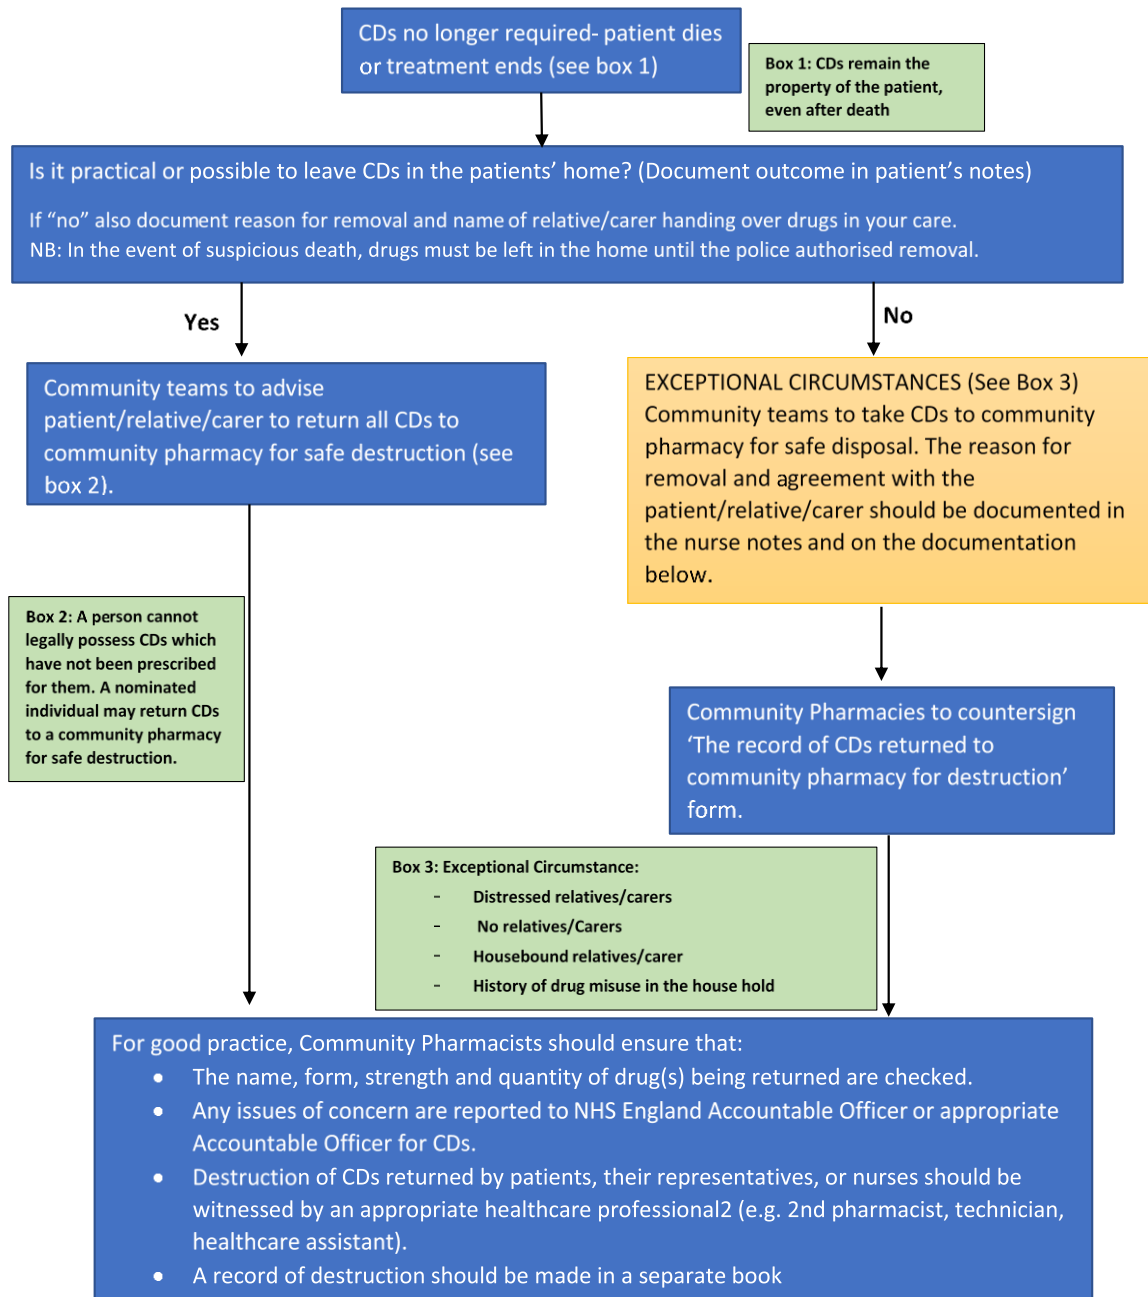 CDs no longer required- patient dies
or treatment ends (see box 1)
Box 1: CDs remain the
property of the patient,
even after death
Is it practical or possible to leave CDs in the patients' home? (Document outcome in patient's notes)
If "no" also document reason for removal and name of relative/carer handing over drugs in your care.
NB: In the event of suspicious death, drugs must be left in the home until the police authorised removal.
Yes
No
Community teams to advise
patient/relative/carer to return all CDs to
community pharmacy for safe destruction (see
box 2).
EXCEPTIONAL CIRCUMSTANCES (See Box 3)
Community teams to take CDs to community
pharmacy for safe disposal. The reason for
removal and agreement with the
patient/relative/carer should be documented in
the nurse notes and on the documentation
below.
Box 2: A person cannot
legally possess CDs which
have not been prescribed
for them. A nominated
individual may return CDs
to a community pharmacy
for safe destruction.
Community Pharmacies to countersign
'The record of CDs returned to
community pharmacy for destruction'
form.
Box 3: Exceptional Circumstance:
- Distressed relatives/carers
- No relatives/Carers
- Housebound relatives/carer
- History of drug misuse in the house hold
For good practice, Community Pharmacists should ensure that:
• The name, form, strength and quantity of drug(s) being returned are checked.
• Any issues of concern are reported to NHS England Accountable Officer or appropriate
Accountable Officer for CDs.
• Destruction of CDs returned by patients, their representatives, or nurses should be
witnessed by an appropriate healthcare professional2 (e.g. 2nd pharmacist, technician,
healthcare assistant).
• A record of destruction should be made in a separate book